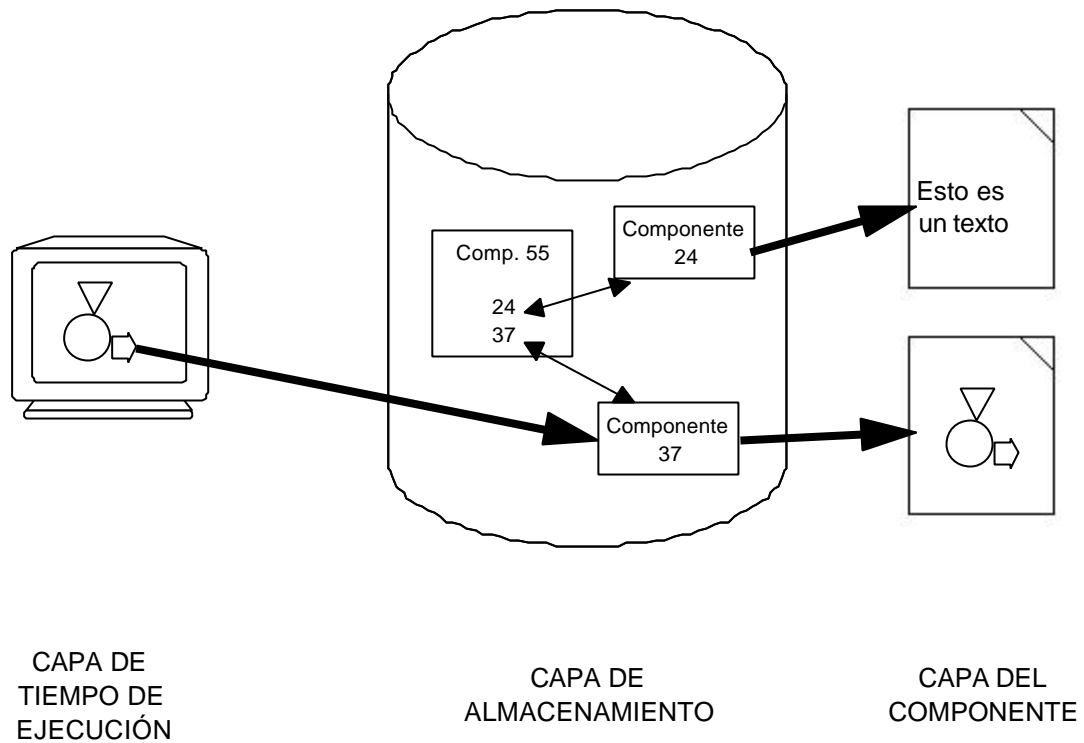 Esto es
un texto
Componente
24
Comp. 55
24
37
Componente
37
CAPA DE
TIEMPO DE
EJECUCIÓN
CAPA DE
ALMACENAMIENTO
CAPA DEL
COMPONENTE